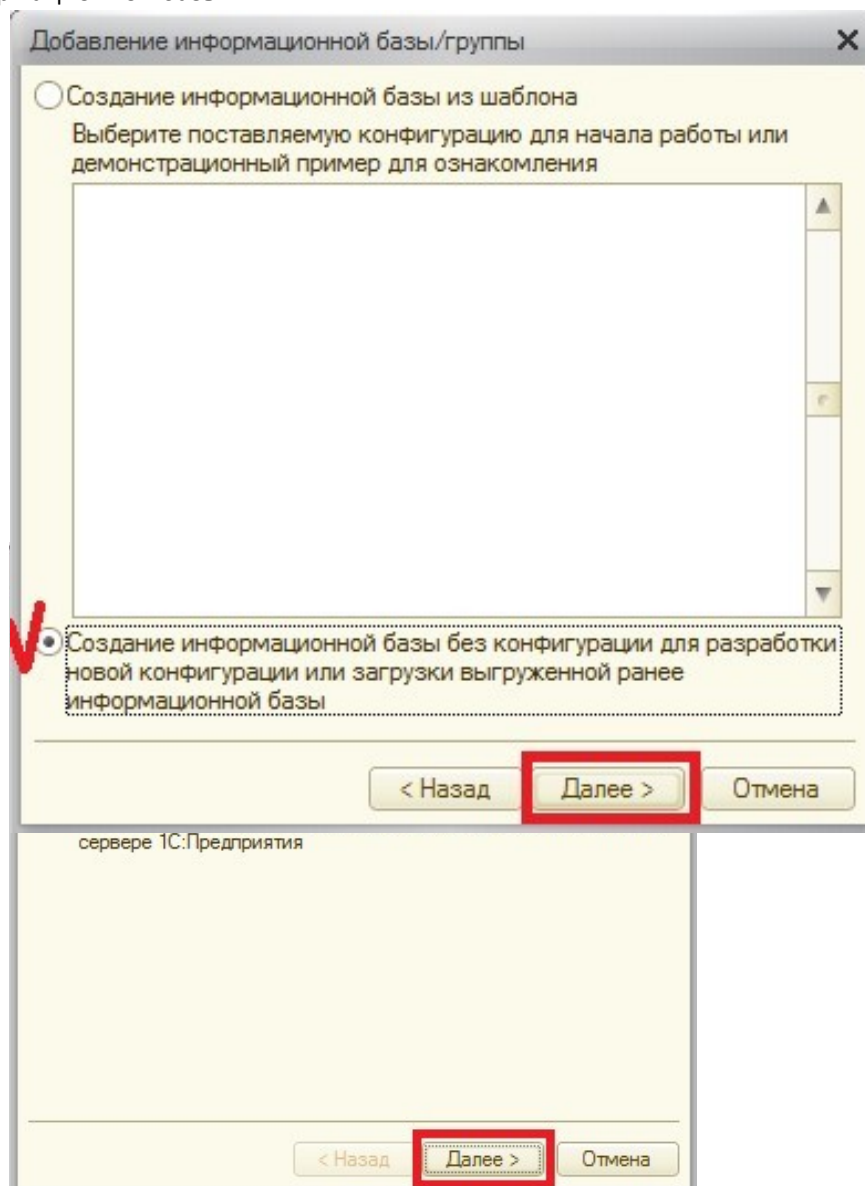 Добавление информационной базы/группы
Создание информационной базы из шаблона
Выберите поставляемую конфигурацию для начала работы или
демонстрационный пример для ознакомления
Создание информационной базы без конфигурации для разработки
новой конфигурации или загрузки выгруженной ранее
информационной базы
< Назад Далее > Отмена
сервере 1С:Предприятия
< Назад Далее > Отмена